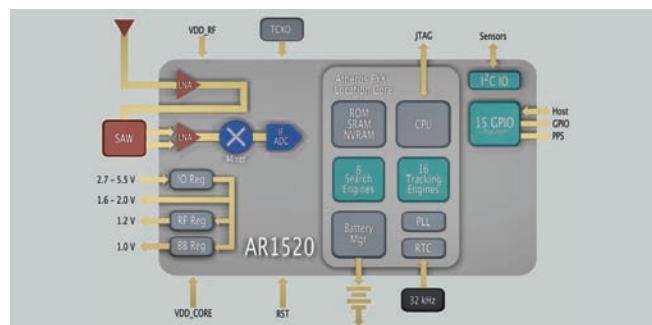 VDD_RF
TCXO
JTAG
Sensors
LNA
Atheros
Location Core
I²C IO
ROM
SRAM
NVRAM
CPU
15 GPIO
Host
GPIO
PPS
SAW
LNA
Mixer
IF
ADC
8
Search
Engines
16
Tracking
Engines
2.7 – 5.5 V
IO Reg
1.6 – 2.0 V
1.2 V
RF Reg
1.0 V
BB Reg
AR1520
Battery
Mgr
PLL
RTC
32 kHz
VDD_CORE
RST